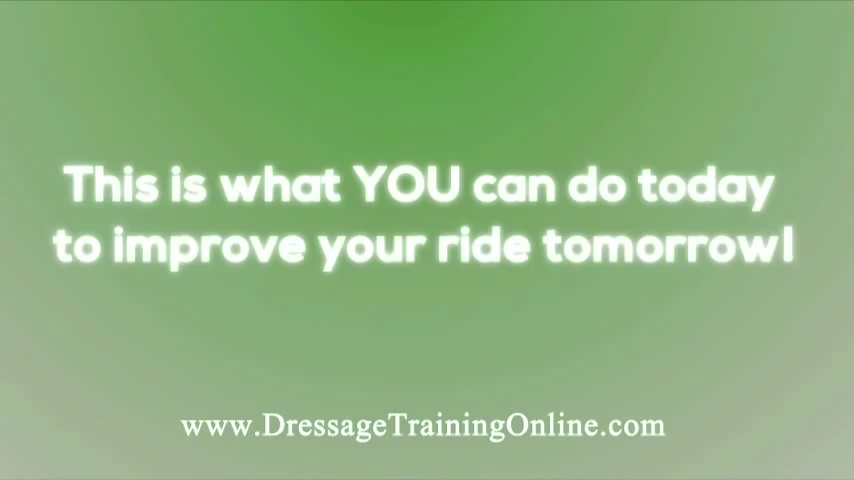 This is what YOU can do today
to improve your ride tomorrow!
www.DressageTrainingOnline.com